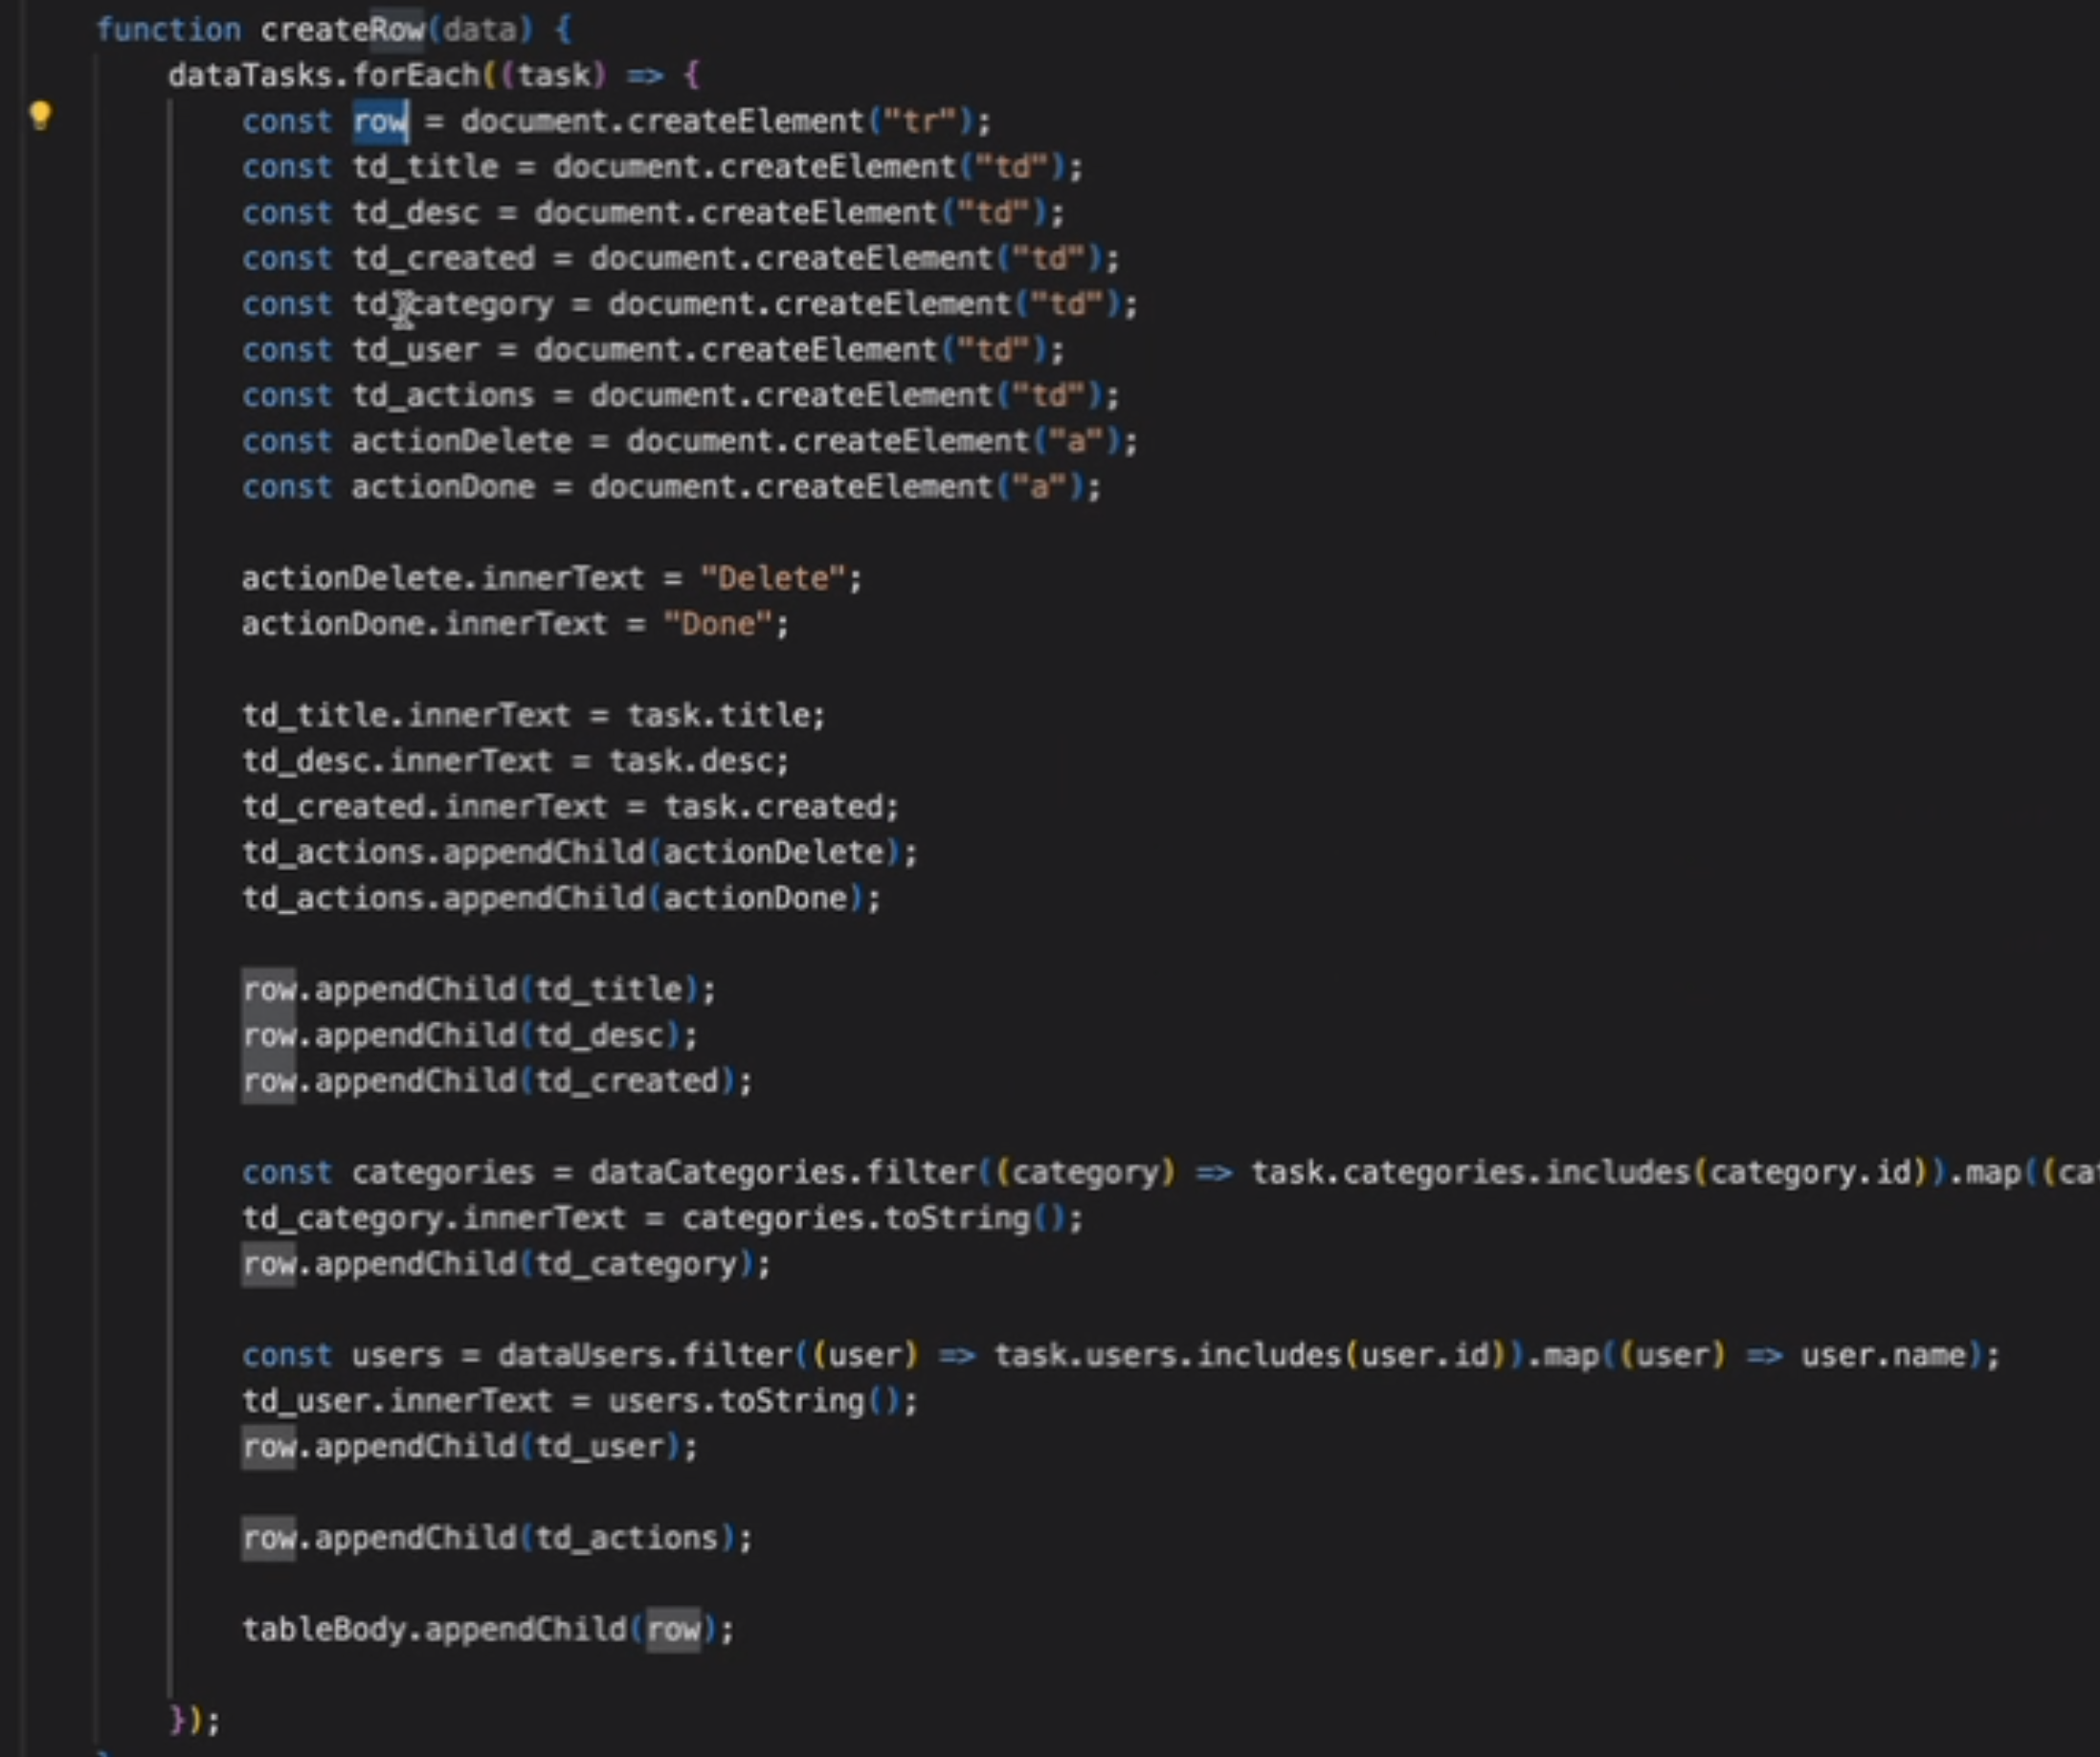 function createRow(data) {
dataTasks.forEach((task) => {
const row = document.createElement("tr");
const td_title = document.createElement("td");
const td_desc = document.createElement("td");
const td_created = document.createElement("td");
const td_category = document.createElement("td");
const td_user = document.createElement("td");
const td_actions = document.createElement("td");
const actionDelete = document.createElement("a");
const actionDone = document.createElement("a");
actionDelete.innerText = "Delete";
actionDone.innerText = "Done";
td_title.innerText = task.title;
td_desc.innerText = task.desc;
td_created.innerText = task.created;
td_actions.appendChild(actionDelete);
td_actions.appendChild(actionDone);
row.appendChild(td_title);
row.appendChild(td_desc);
row.appendChild(td_created);
const categories = dataCategories.filter((category) => task.categories.includes(category.id)).map((cat
td_category.innerText = categories.toString();
row.appendChild(td_category);
const users = dataUsers.filter((user) => task.users.includes(user.id)).map((user) => user.name);
td_user.innerText = users.toString();
row.appendChild(td_user);
row.appendChild(td_actions);
tableBody.appendChild(row);
});